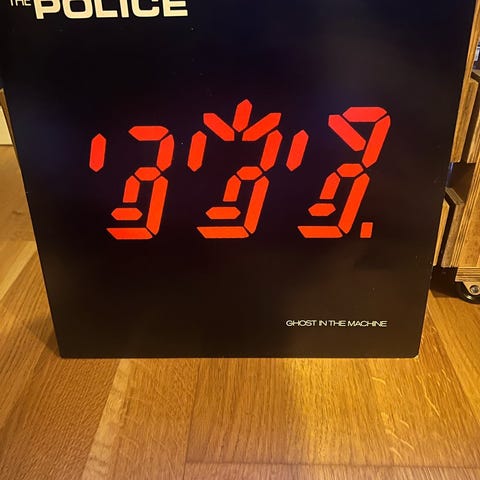 THE POLICE
GHOST IN THE MACHINE